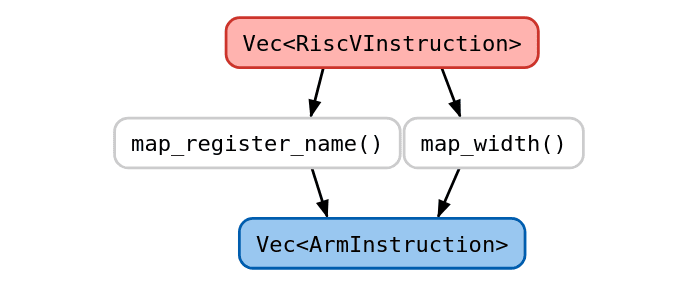 Vec<RiscVInstruction>
map_register_name()
map_width()
Vec<ArmInstruction>